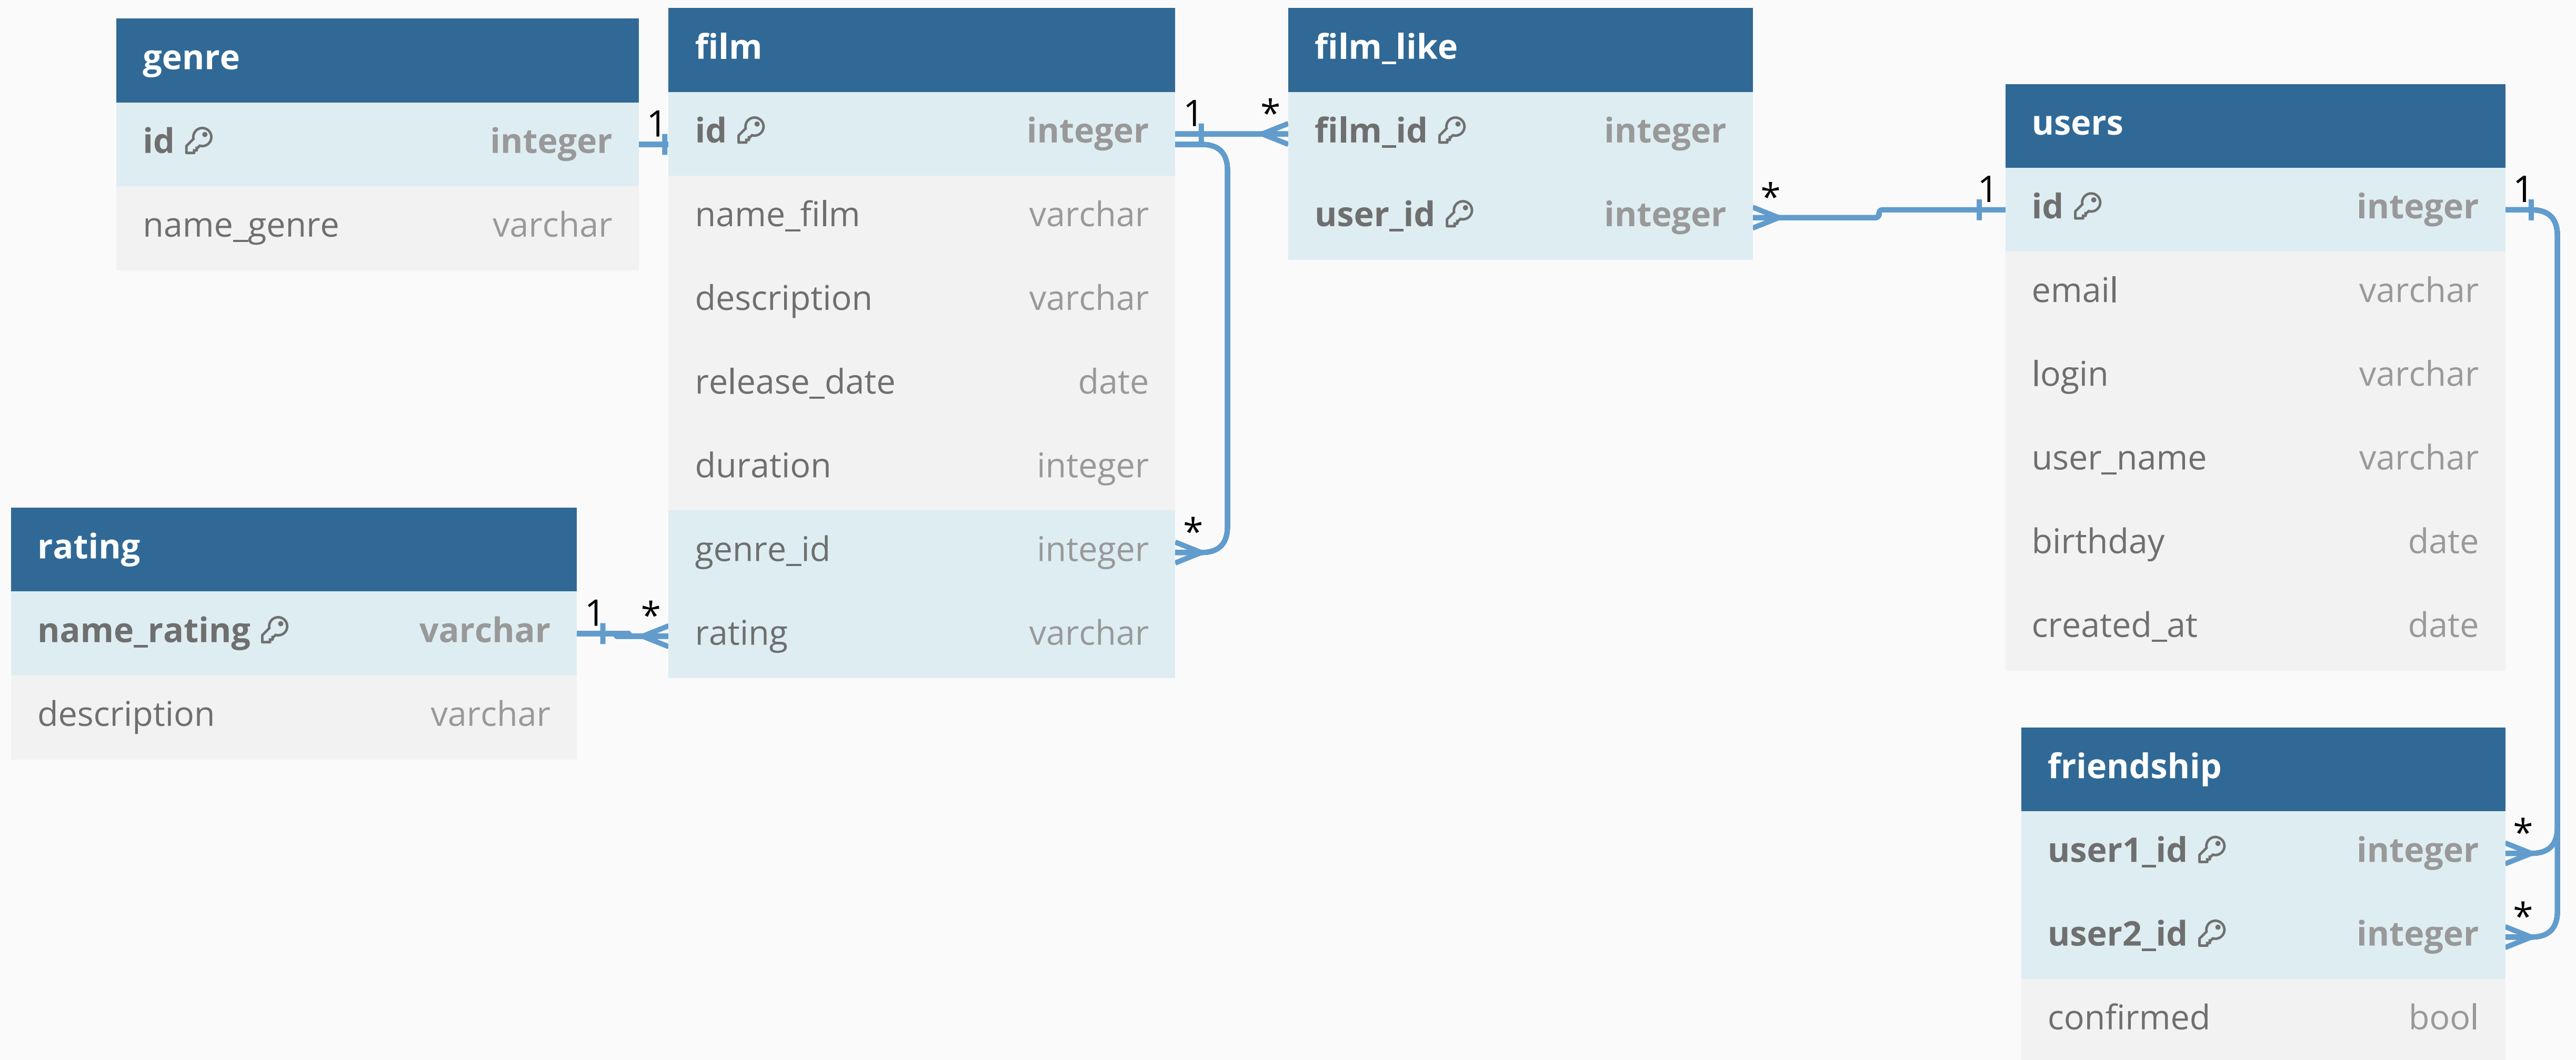 genre
id integer
name_genre varchar
film
id integer
name_film varchar
description varchar
release_date date
duration integer
genre_id integer
rating varchar
film_like
film_id integer
user_id integer
users
id integer
email varchar
login varchar
user_name varchar
birthday date
created_at date
rating
name_rating varchar
description varchar
friendship
user1_id integer
user2_id integer
confirmed bool
1
1 *
* 1
1
*
1 *
*
*